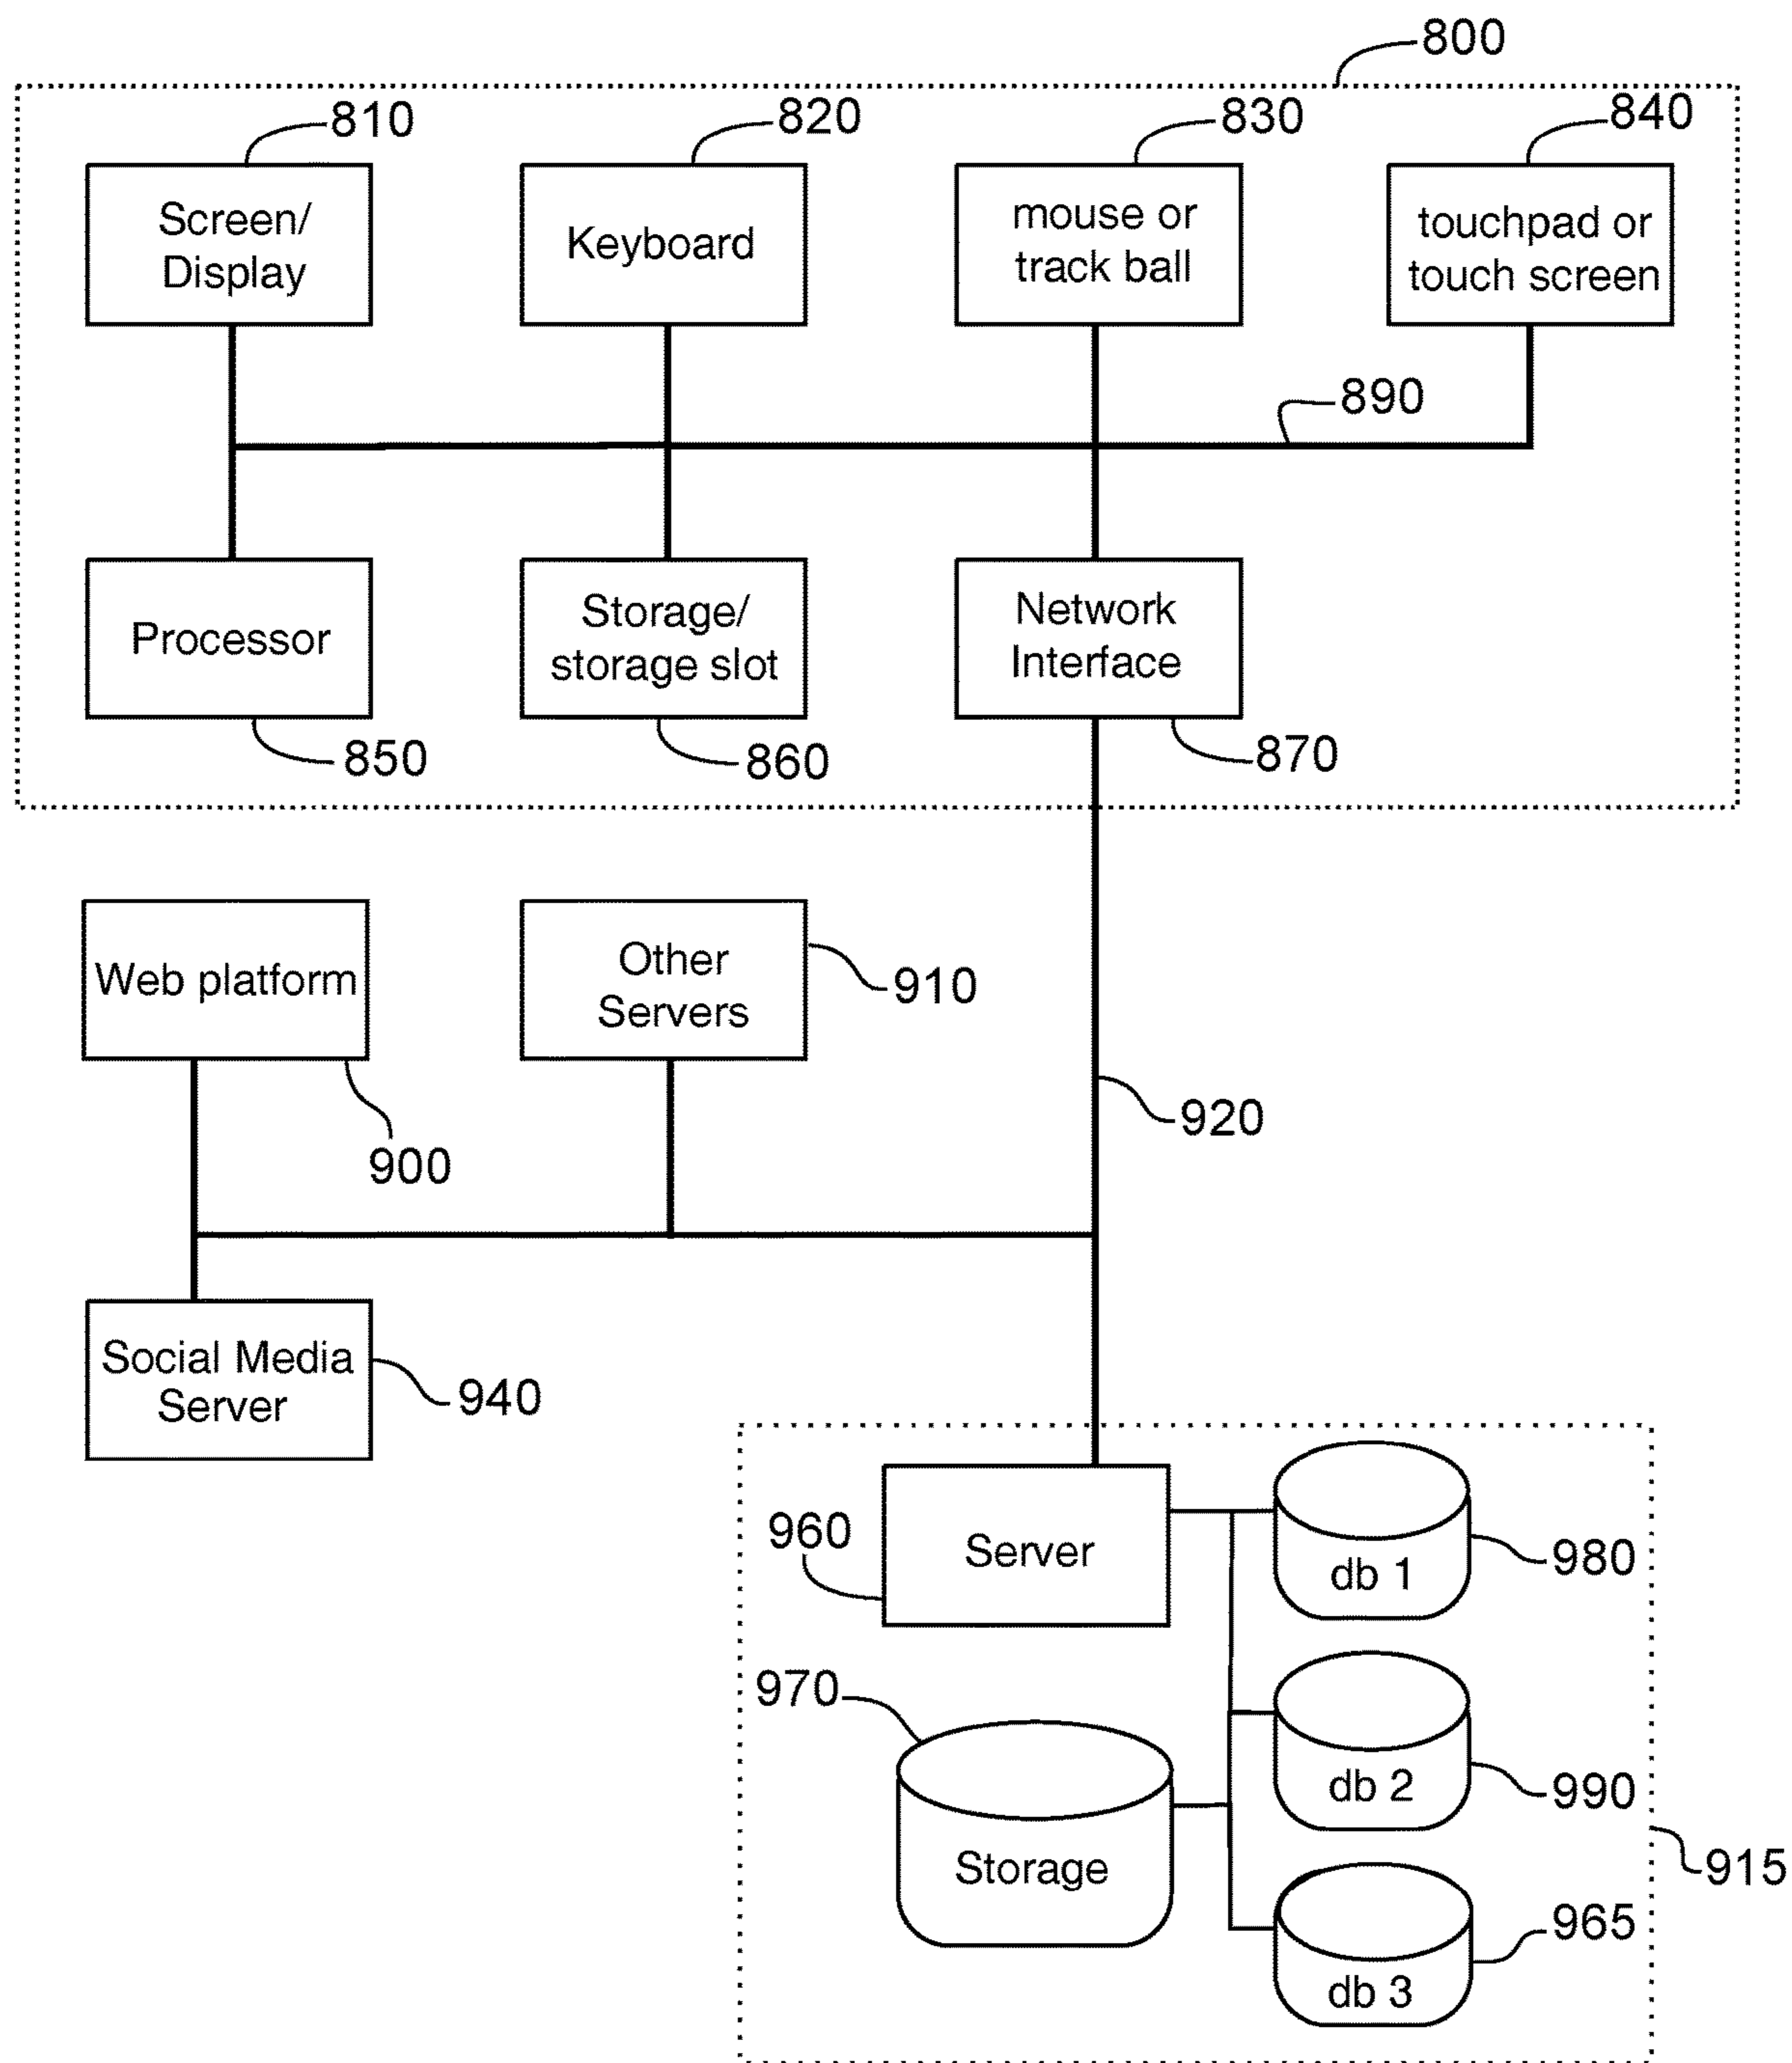 800
810
820
830
840
Screen/
Display
Keyboard
mouse or
track ball
touchpad or
touch screen
890
Processor
Storage/
storage slot
Network
Interface
850
860
870
Web platform
Other
Servers
910
900
920
Social Media
Server
940
960
Server
db 1
980
970
Storage
db 2
990
915
db 3
965